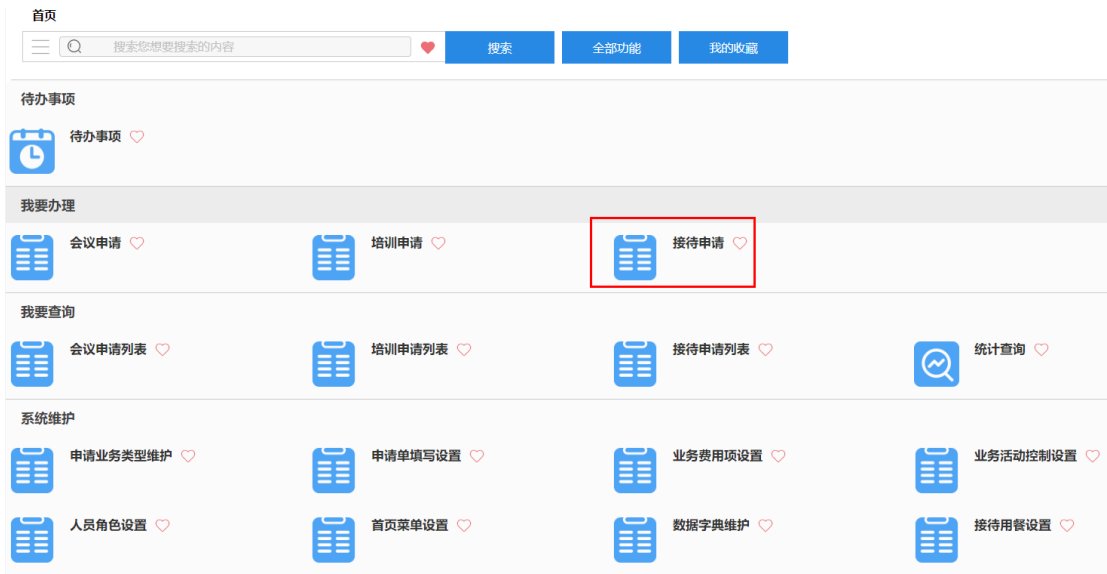 首页
搜索您想要搜索的内容 搜索 全部功能 我的收藏
待办事项
待办事项
我要办理
会议申请 培训申请 接待申请
我要查询
会议申请列表 培训申请列表 接待申请列表 统计查询
系统维护
申请业务类型维护 申请单填写设置 业务费用项设置 业务活动控制设置
人员角色设置 首页菜单设置 数据字典维护 接待用餐设置